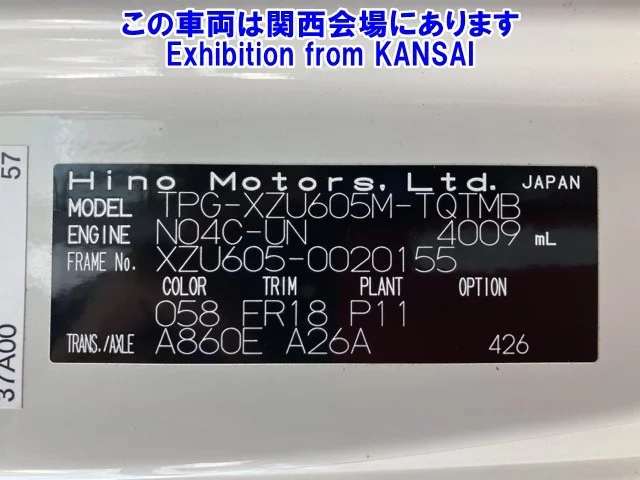 この車両は関西会場にあります
Exhibition from KANSAI
Hino Motors, Ltd. JAPAN
MODEL TPG-XZU605M-TQTMB
ENGINE N04C-UN 4009 mL
FRAME No. XZU605-0020155
COLOR TRIM PLANT OPTION
058 FR18 P11
TRANS./AXLE A860E A26A 426
57
37A00